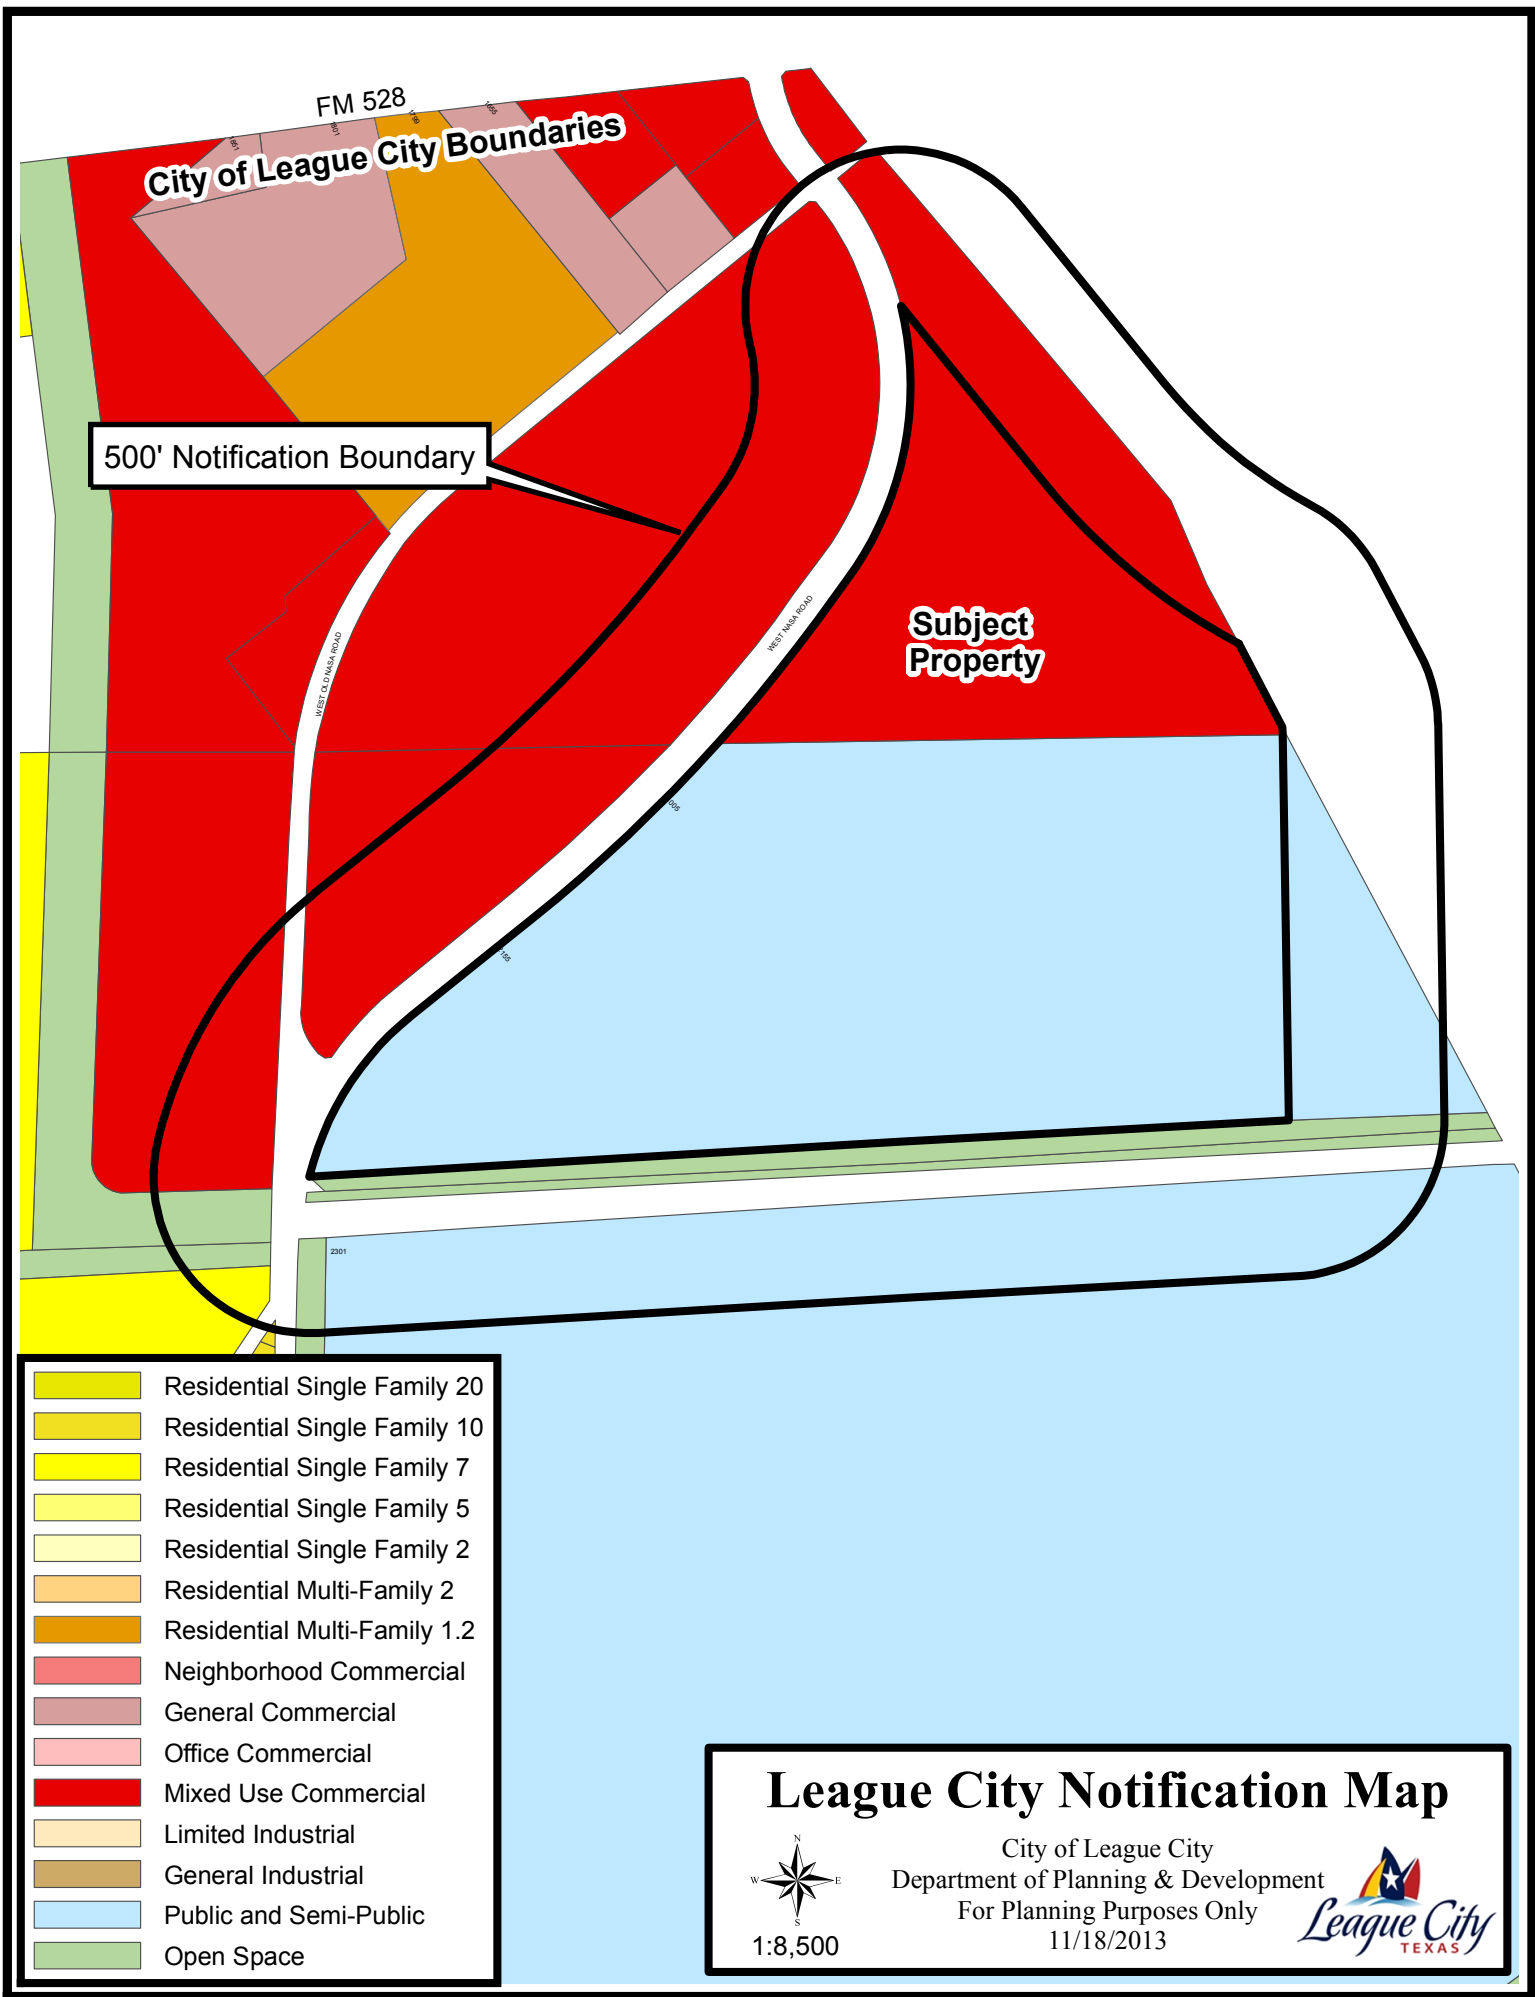 FM 528
1851
1801
1799
1655
City of League City Boundaries
500' Notification Boundary
WEST OLD NASA ROAD
WEST NASA ROAD
Subject
Property
2301
Residential Single Family 20
Residential Single Family 10
Residential Single Family 7
Residential Single Family 5
Residential Single Family 2
Residential Multi-Family 2
Residential Multi-Family 1.2
Neighborhood Commercial
General Commercial
Office Commercial
Mixed Use Commercial
Limited Industrial
General Industrial
Public and Semi-Public
Open Space
League City Notification Map
N
W
E
S
1:8,500
City of League City
Department of Planning & Development
For Planning Purposes Only
11/18/2013
League City
TEXAS